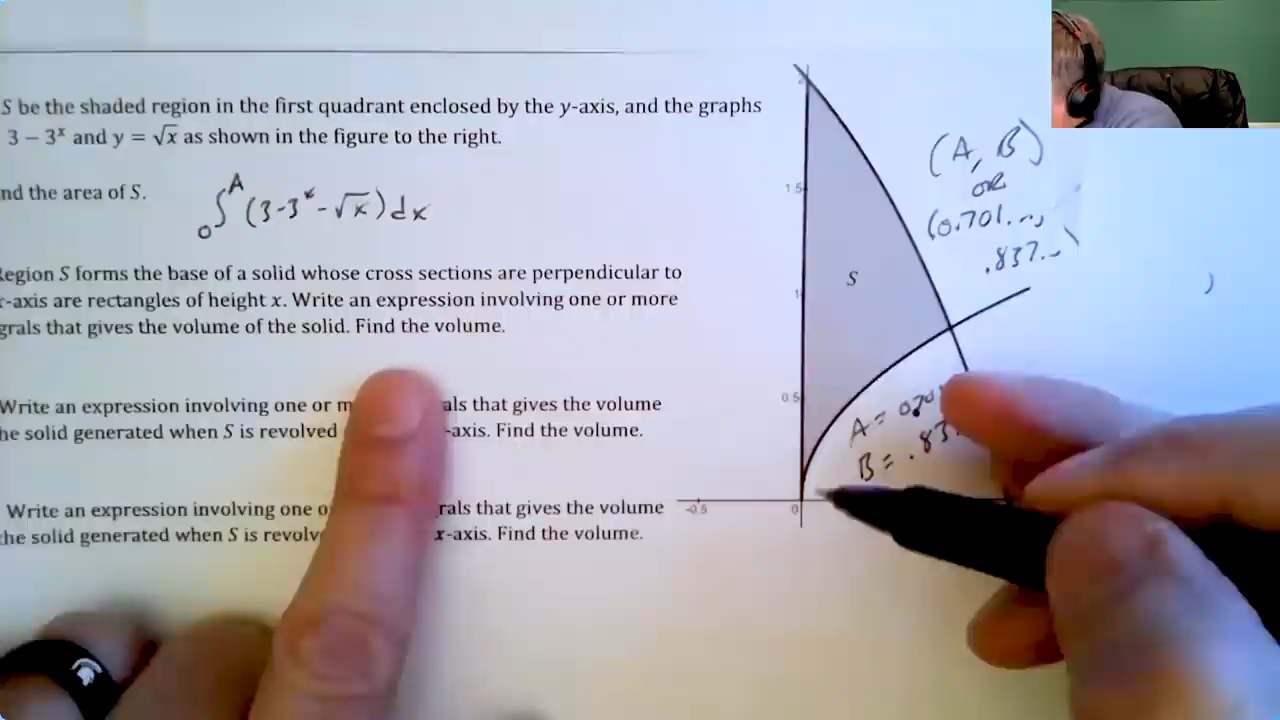 S be the shaded region in the first quadrant enclosed by the y-axis, and the graphs
3 – 3ˣ and y = √x as shown in the figure to the right.
nd the area of S.
∫₀ᴬ (3-3ˣ-√x) dx
Region S forms the base of a solid whose cross sections are perpendicular to
x-axis are rectangles of height x. Write an expression involving one or more
grals that gives the volume of the solid. Find the volume.
Write an expression involving one or m als that gives the volume
he solid generated when S is revolved -axis. Find the volume.
Write an expression involving one o rals that gives the volume
he solid generated when S is revolv x-axis. Find the volume.
2
1.5
1
0.5
-0.5
0
S
(A, B)
OR
(0.701...,
.837...)
A = 0.70
B = .83